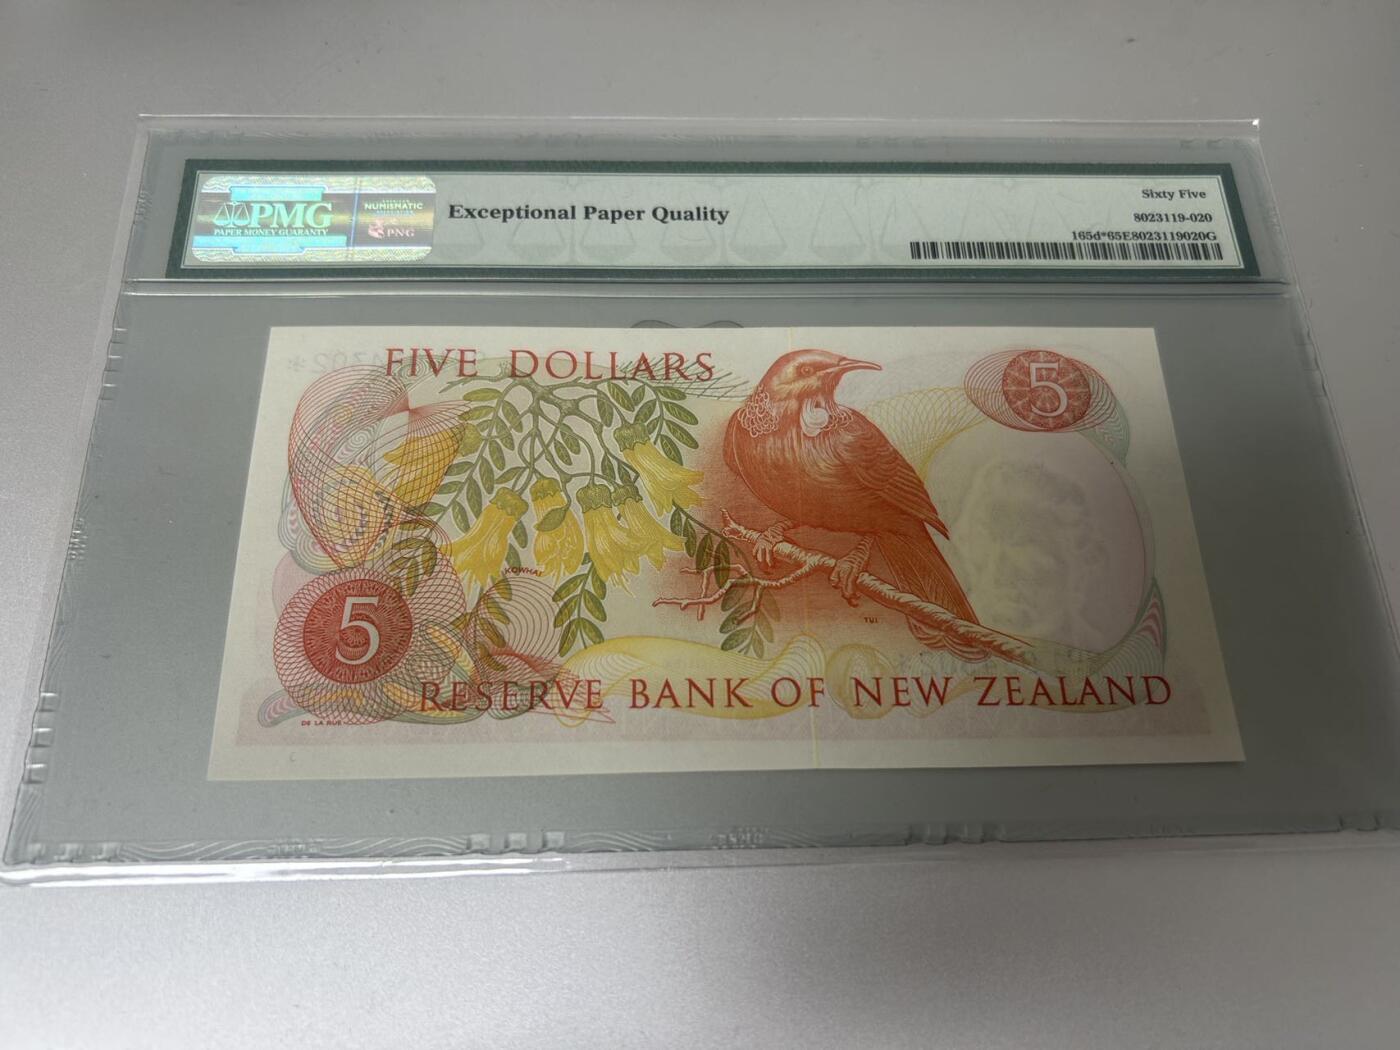 PMG
PAPER MONEY GUARANTY
NUMISMATIC
PNG
Exceptional Paper Quality
Sixty Five
8023119-020
165d*65E8023119020G
FIVE DOLLARS
5
KOWHAI
TUI
5
RESERVE BANK OF NEW ZEALAND
DE LA RUE